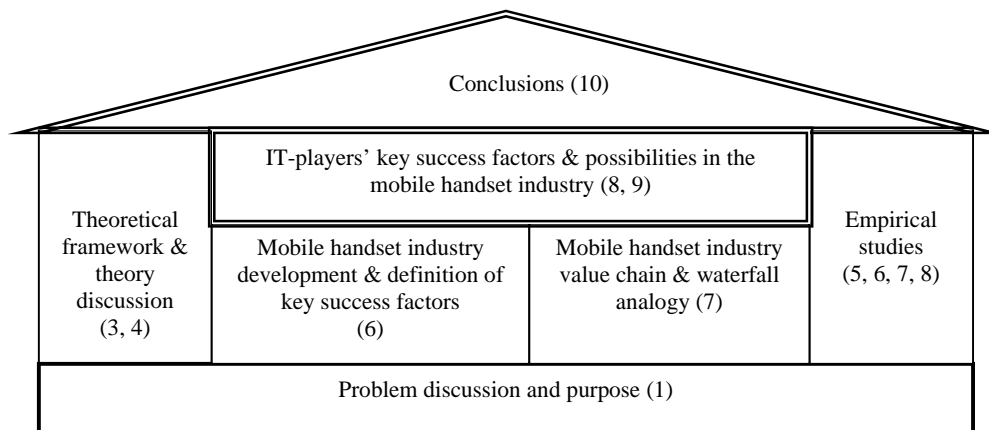 Conclusions (10)
IT-players’ key success factors & possibilities in the
mobile handset industry (8, 9)
Theoretical
framework &
theory
discussion
(3, 4)
Mobile handset industry
development & definition of
key success factors
(6)
Mobile handset industry
value chain & waterfall
analogy (7)
Empirical
studies
(5, 6, 7, 8)
Problem discussion and purpose (1)